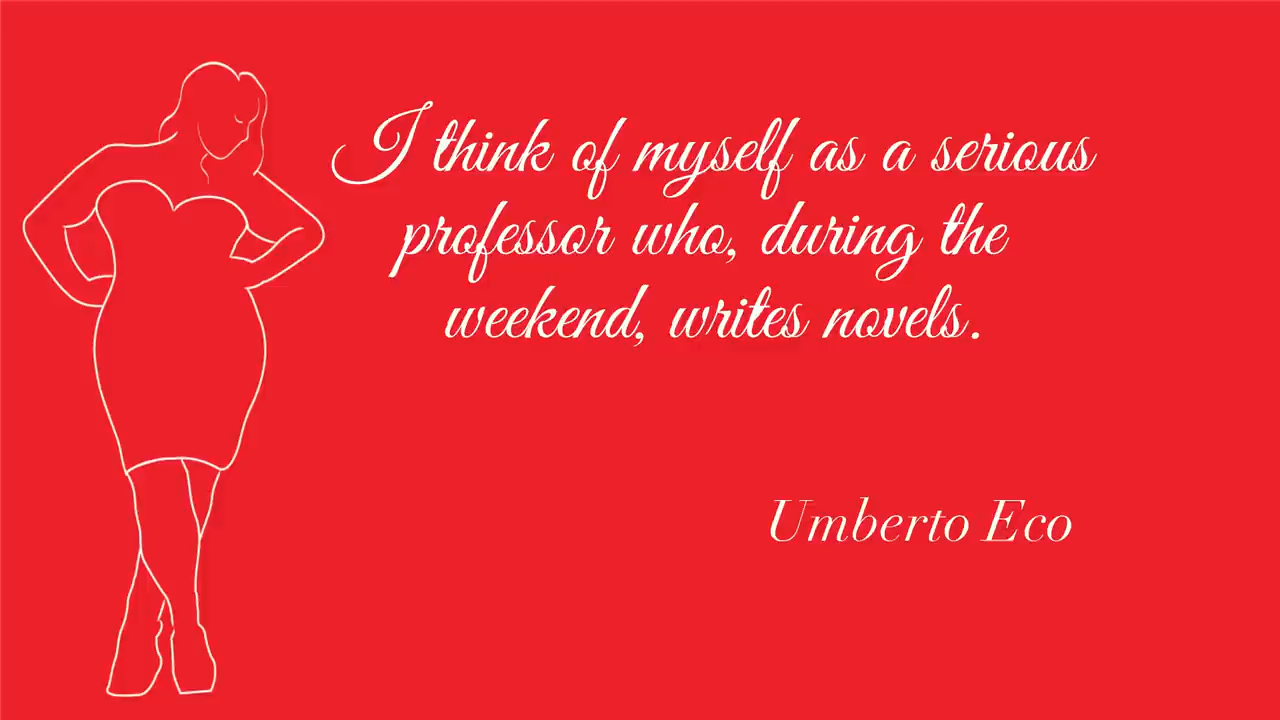 I think of myself as a serious
professor who, during the
weekend, writes novels.
Umberto Eco